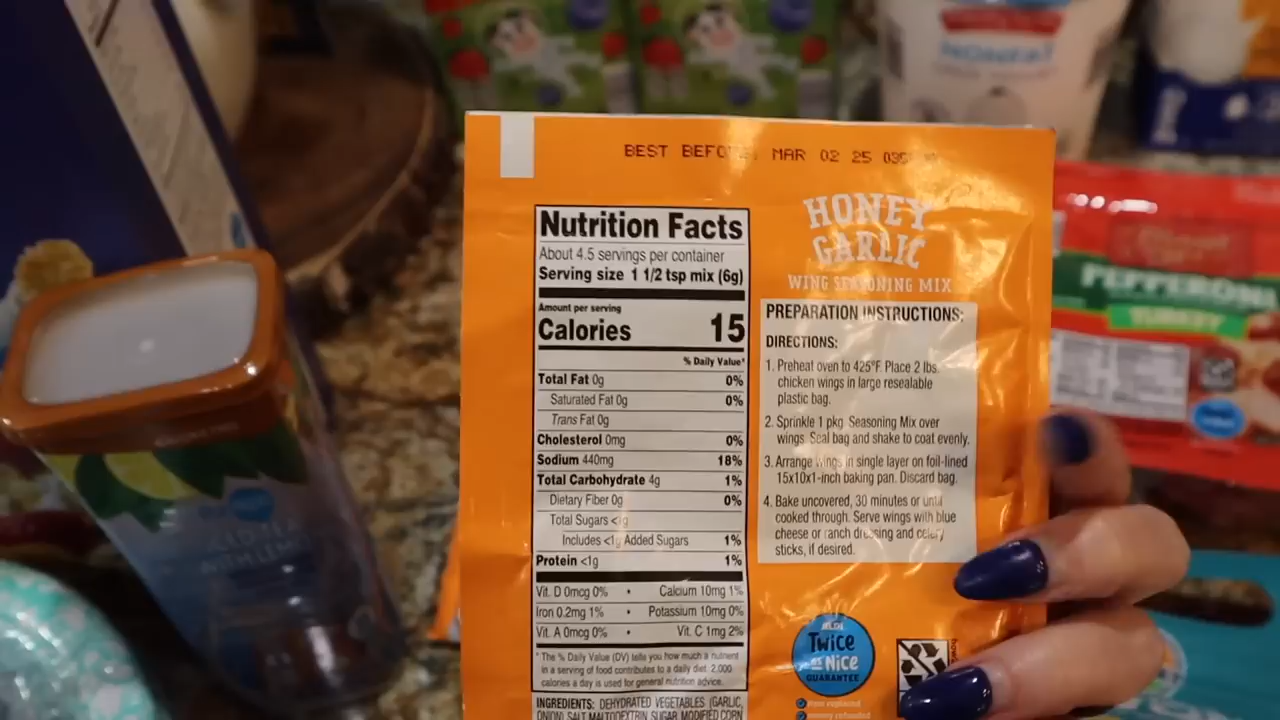 BEST BEFO MAR 02 25
HONEY
GARLIC
WING SEASONING MIX
Nutrition Facts
About 4.5 servings per container
Serving size 1 1/2 tsp mix (6g)
Amount per serving
Calories 15
% Daily Value*
Total Fat 0g 0%
Saturated Fat 0g 0%
Trans Fat 0g
Cholesterol 0mg 0%
Sodium 440mg 18%
Total Carbohydrate 4g 1%
Dietary Fiber 0g 0%
Total Sugars <1g
Includes <1g Added Sugars 1%
Protein <1g 1%
Vit. D 0mcg 0% • Calcium 10mg 1%
Iron 0.2mg 1% • Potassium 10mg 0%
Vit. A 0mcg 0% • Vit. C 1mg 2%
* The % Daily Value (DV) tells you how much a nutrient
in a serving of food contributes to a daily diet. 2,000
calories a day is used for general nutrition advice.
INGREDIENTS: DEHYDRATED VEGETABLES (GARLIC,
ONION) SALT MALTODEXTRIN SUGAR MODIFIED CORN
PREPARATION INSTRUCTIONS:
DIRECTIONS:
1. Preheat oven to 425°F. Place 2 lbs.
chicken wings in large resealable
plastic bag.
2. Sprinkle 1 pkg. Seasoning Mix over
wings. Seal bag and shake to coat evenly.
3. Arrange wings in single layer on foil-lined
15x10x1-inch baking pan. Discard bag.
4. Bake uncovered, 30 minutes or until
cooked through. Serve wings with blue
cheese or ranch dressing and celery
sticks, if desired.
ALDI
Twice
as Nice
GUARANTEE
PEPPERONI
TURKEY